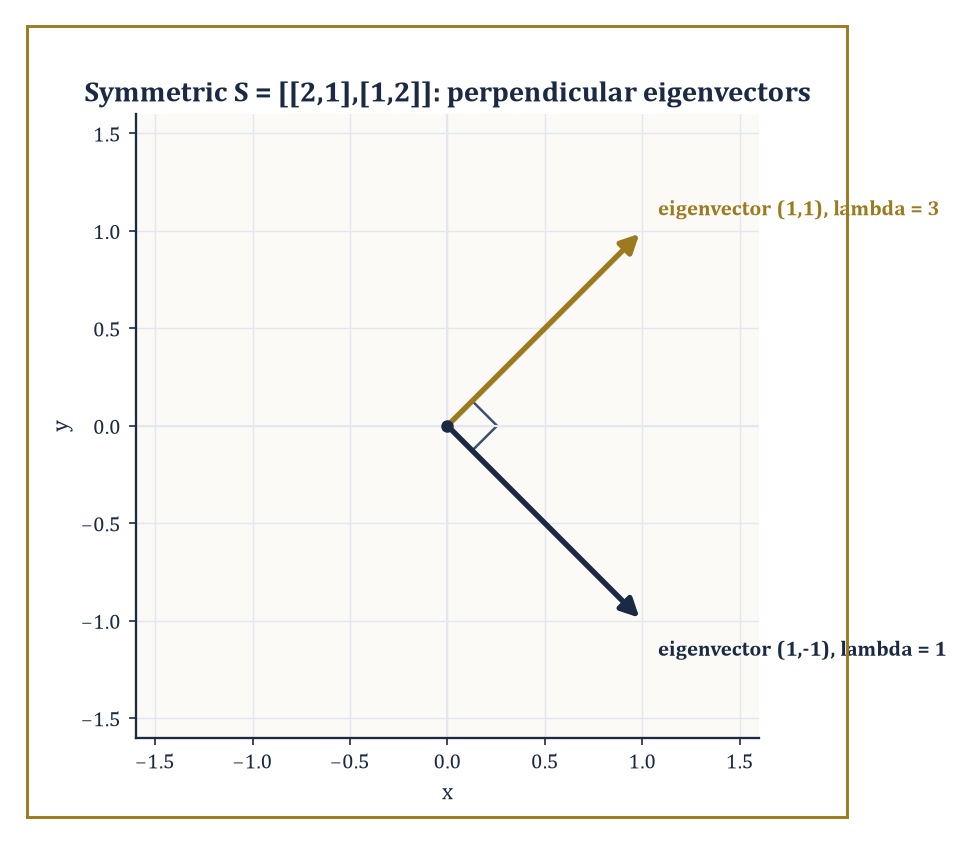 Symmetric S = [[2,1],[1,2]]: perpendicular eigenvectors
1.5
eigenvector (1,1), lambda = 3
1.0
0.5
y
0.0
−0.5
−1.0
eigenvector (1,-1), lambda = 1
−1.5
−1.5 −1.0 −0.5 0.0 0.5 1.0 1.5
x